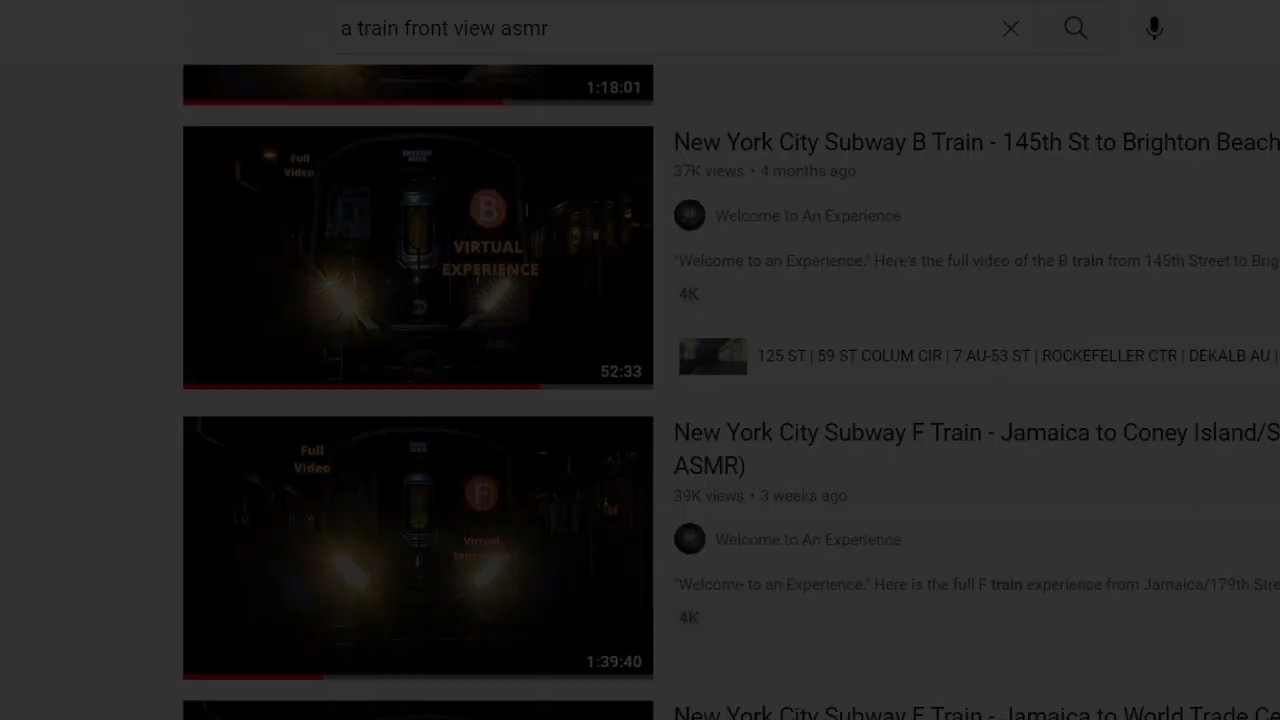 a train front view asmr
1:18:01
Full
Video
B
VIRTUAL
EXPERIENCE
52:33
New York City Subway B Train - 145th St to Brighton Beach
37K views • 4 months ago
Welcome to An Experience
"Welcome to an Experience." Here's the full video of the B train from 145th Street to Brig
4K
125 ST | 59 ST COLUM CIR | 7 AU-53 ST | ROCKEFELLER CTR | DEKALB AU |
Full
Video
F
Virtual
Experience
1:39:40
New York City Subway F Train - Jamaica to Coney Island/S
ASMR)
39K views • 3 weeks ago
Welcome to An Experience
"Welcome to an Experience." Here is the full F train experience from Jamaica/179th Stre
4K
New York City Subway E Train - Jamaica to World Trade Ce